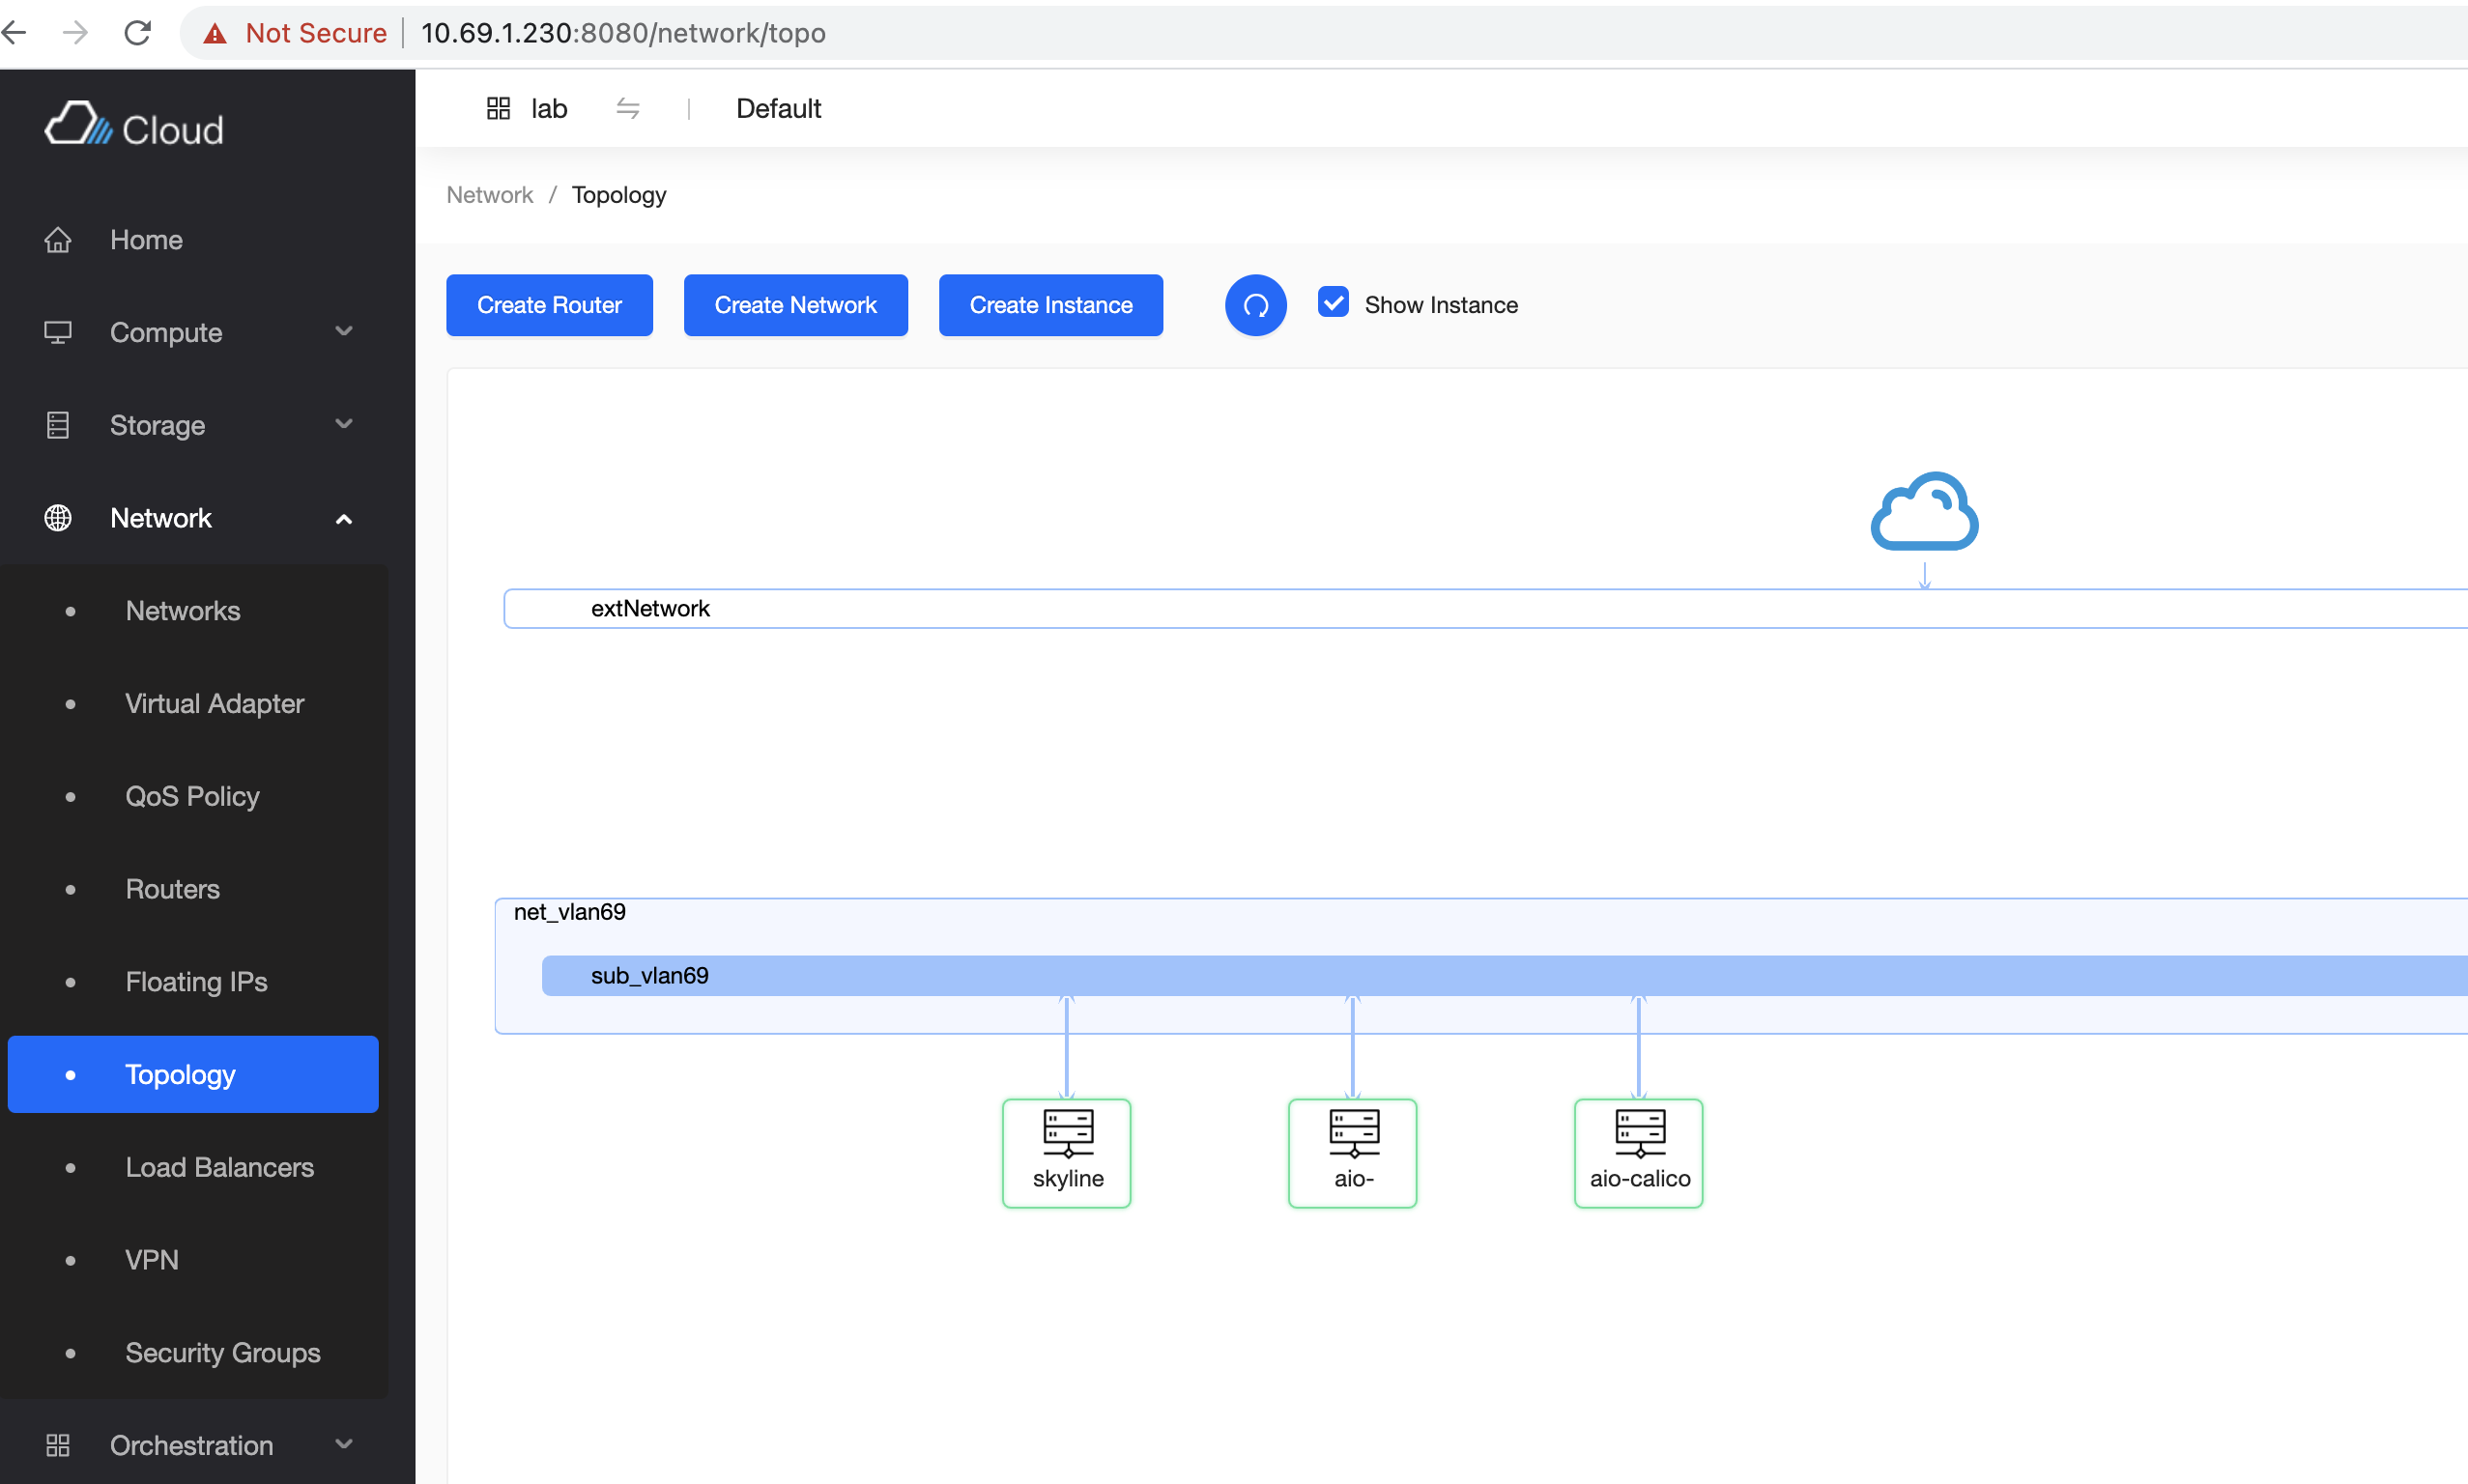 Not Secure | 10.69.1.230:8080/network/topo
Cloud
lab | Default
Network / Topology
Home
Compute
Storage
Network
Networks
Virtual Adapter
QoS Policy
Routers
Floating IPs
Topology
Load Balancers
VPN
Security Groups
Orchestration
Create Router
Create Network
Create Instance
Show Instance
extNetwork
net_vlan69
sub_vlan69
skyline
aio-
aio-calico